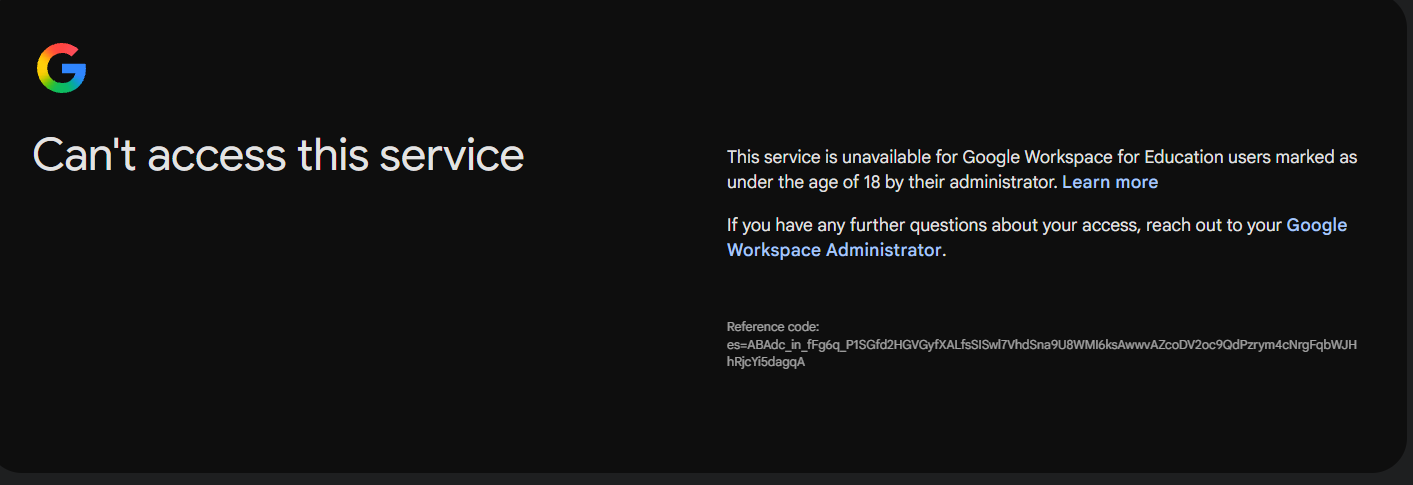 Can't access this service
This service is unavailable for Google Workspace for Education users marked as
under the age of 18 by their administrator. Learn more
If you have any further questions about your access, reach out to your Google
Workspace Administrator.
Reference code:
es=ABAdc_in_fFg6q_P1SGfd2HGVGyfXALfsSISwl7VhdSna9U8WMI6ksAwwvAZcoDV2oc9QdPzrym4cNrgFqbWJH
hRjcYi5dagqA